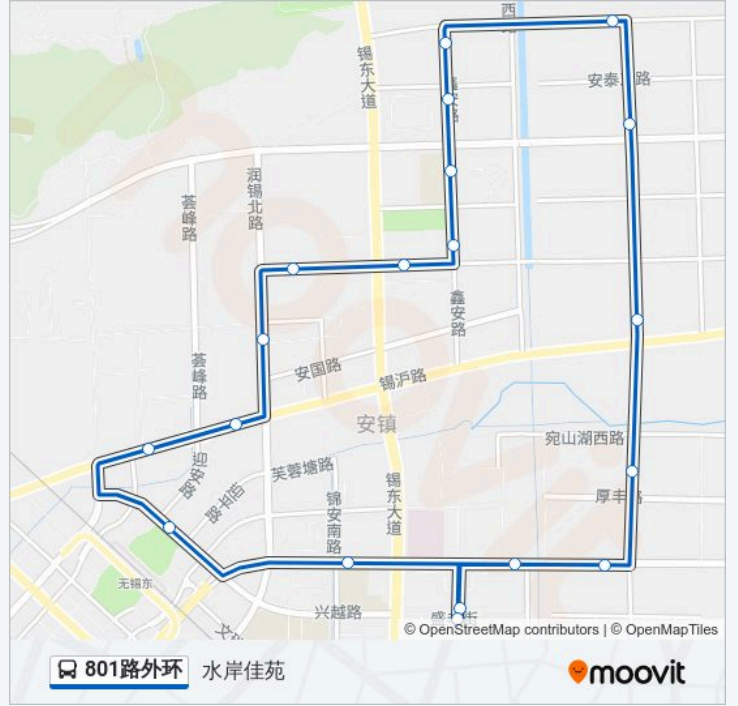 锡东大道
安泰 路
润锡北路
荟峰路
鑫安路
荟峰路
安国路
锡沪路
安镇
宛山湖西路
迎安路
芙蓉塘路
锡东大道
厚丰 路
锦安南路
无锡东
兴越路
© OpenStreetMap contributors | © OpenMapTiles
801路外环
水岸佳苑
moovit